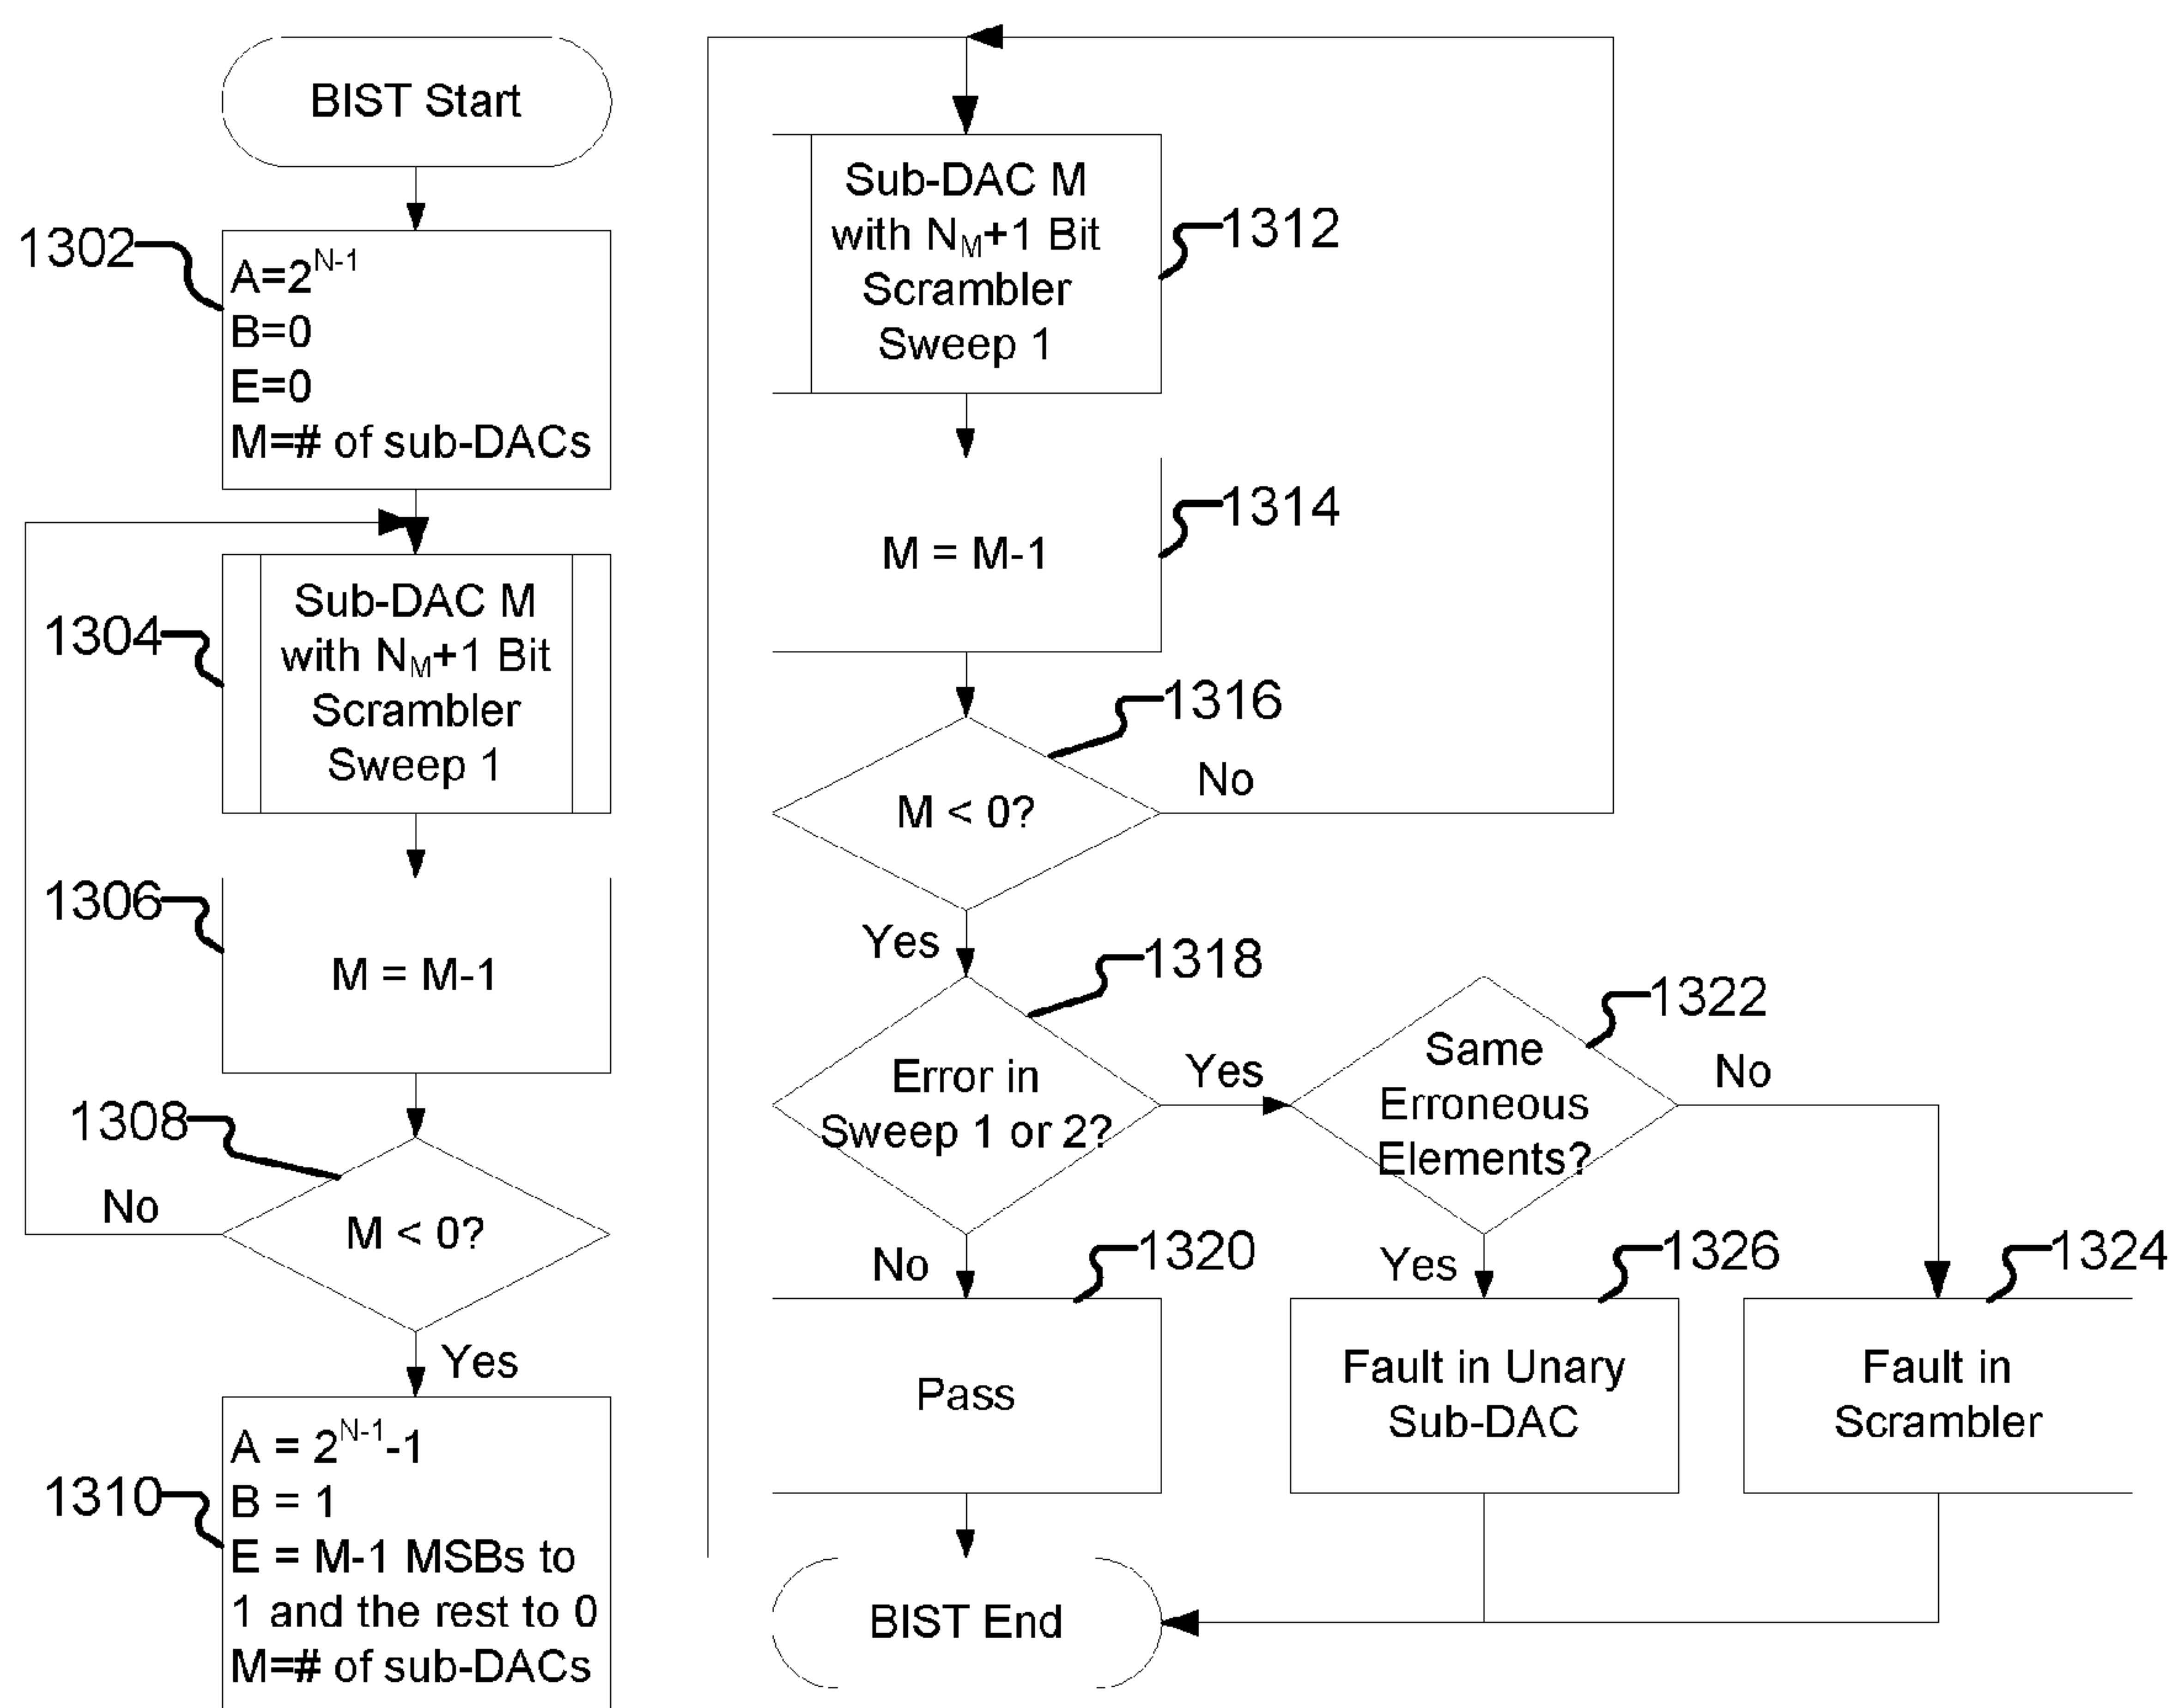 BIST Start
1302
A=2^N-1
B=0
E=0
M=# of sub-DACs
1304
Sub-DAC M
with N_M+1 Bit
Scrambler
Sweep 1
1306
M = M-1
1308
No
M < 0?
Yes
1310
A = 2^N-1-1
B = 1
E = M-1 MSBs to
1 and the rest to 0
M=# of sub-DACs
Sub-DAC M
with N_M+1 Bit
Scrambler
Sweep 1
1312
M = M-1
1314
1316
M < 0?
No
Yes
1318
Error in
Sweep 1 or 2?
Yes
No
1322
Same
Erroneous
Elements?
No
Yes
1320
Pass
1326
Fault in Unary
Sub-DAC
1324
Fault in
Scrambler
BIST End